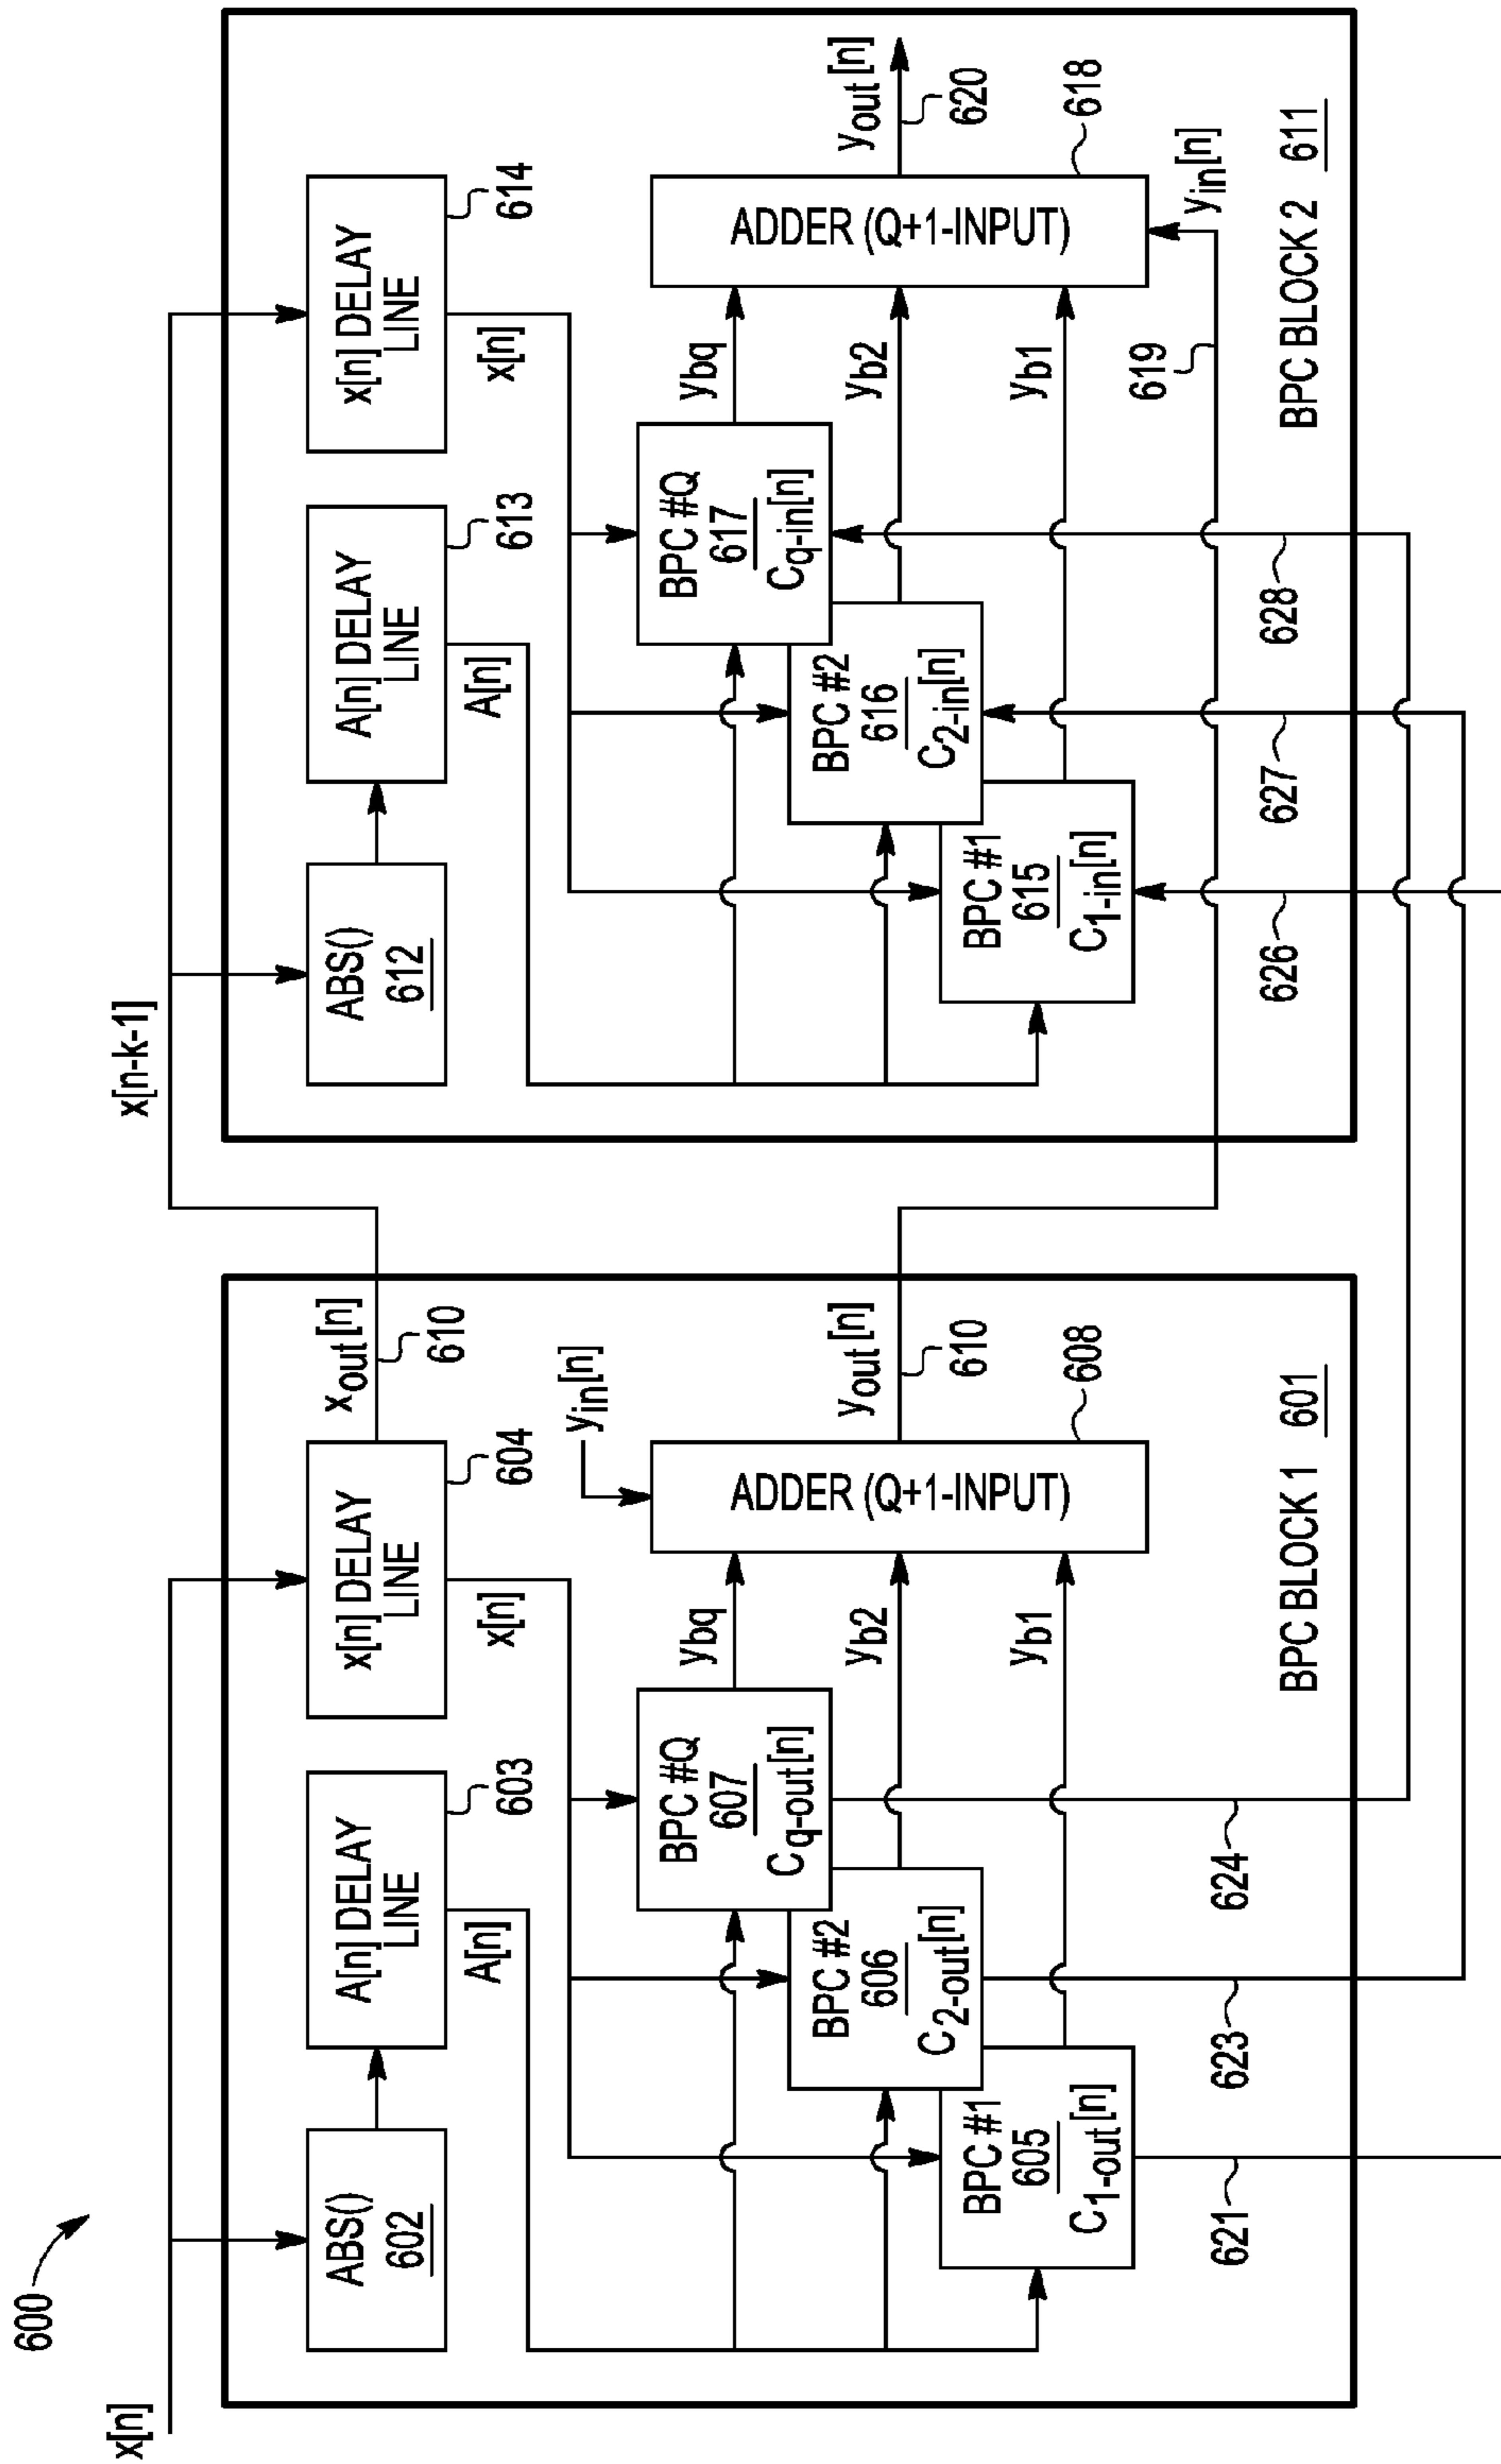 600
x[n]
x[n-k-1]
ABS()
602
A[n] DELAY
LINE
603
x[n] DELAY
LINE
604
xout[n]
610
A[n]
x[n]
yin[n]
BPC #Q
607
Cq-out[n]
BPC #2
606
C2-out[n]
BPC #1
605
C1-out[n]
ybq
yb2
yb1
ADDER (Q+1-INPUT)
yout[n]
610
608
621
623
624
BPC BLOCK 1 601
ABS()
612
A[n] DELAY
LINE
613
x[n] DELAY
LINE
614
A[n]
x[n]
BPC #Q
617
Cq-in[n]
BPC #2
616
C2-in[n]
BPC #1
615
C1-in[n]
ybq
yb2
yb1
ADDER (Q+1-INPUT)
yout[n]
620
618
619
yin[n]
626
627
628
BPC BLOCK 2 611